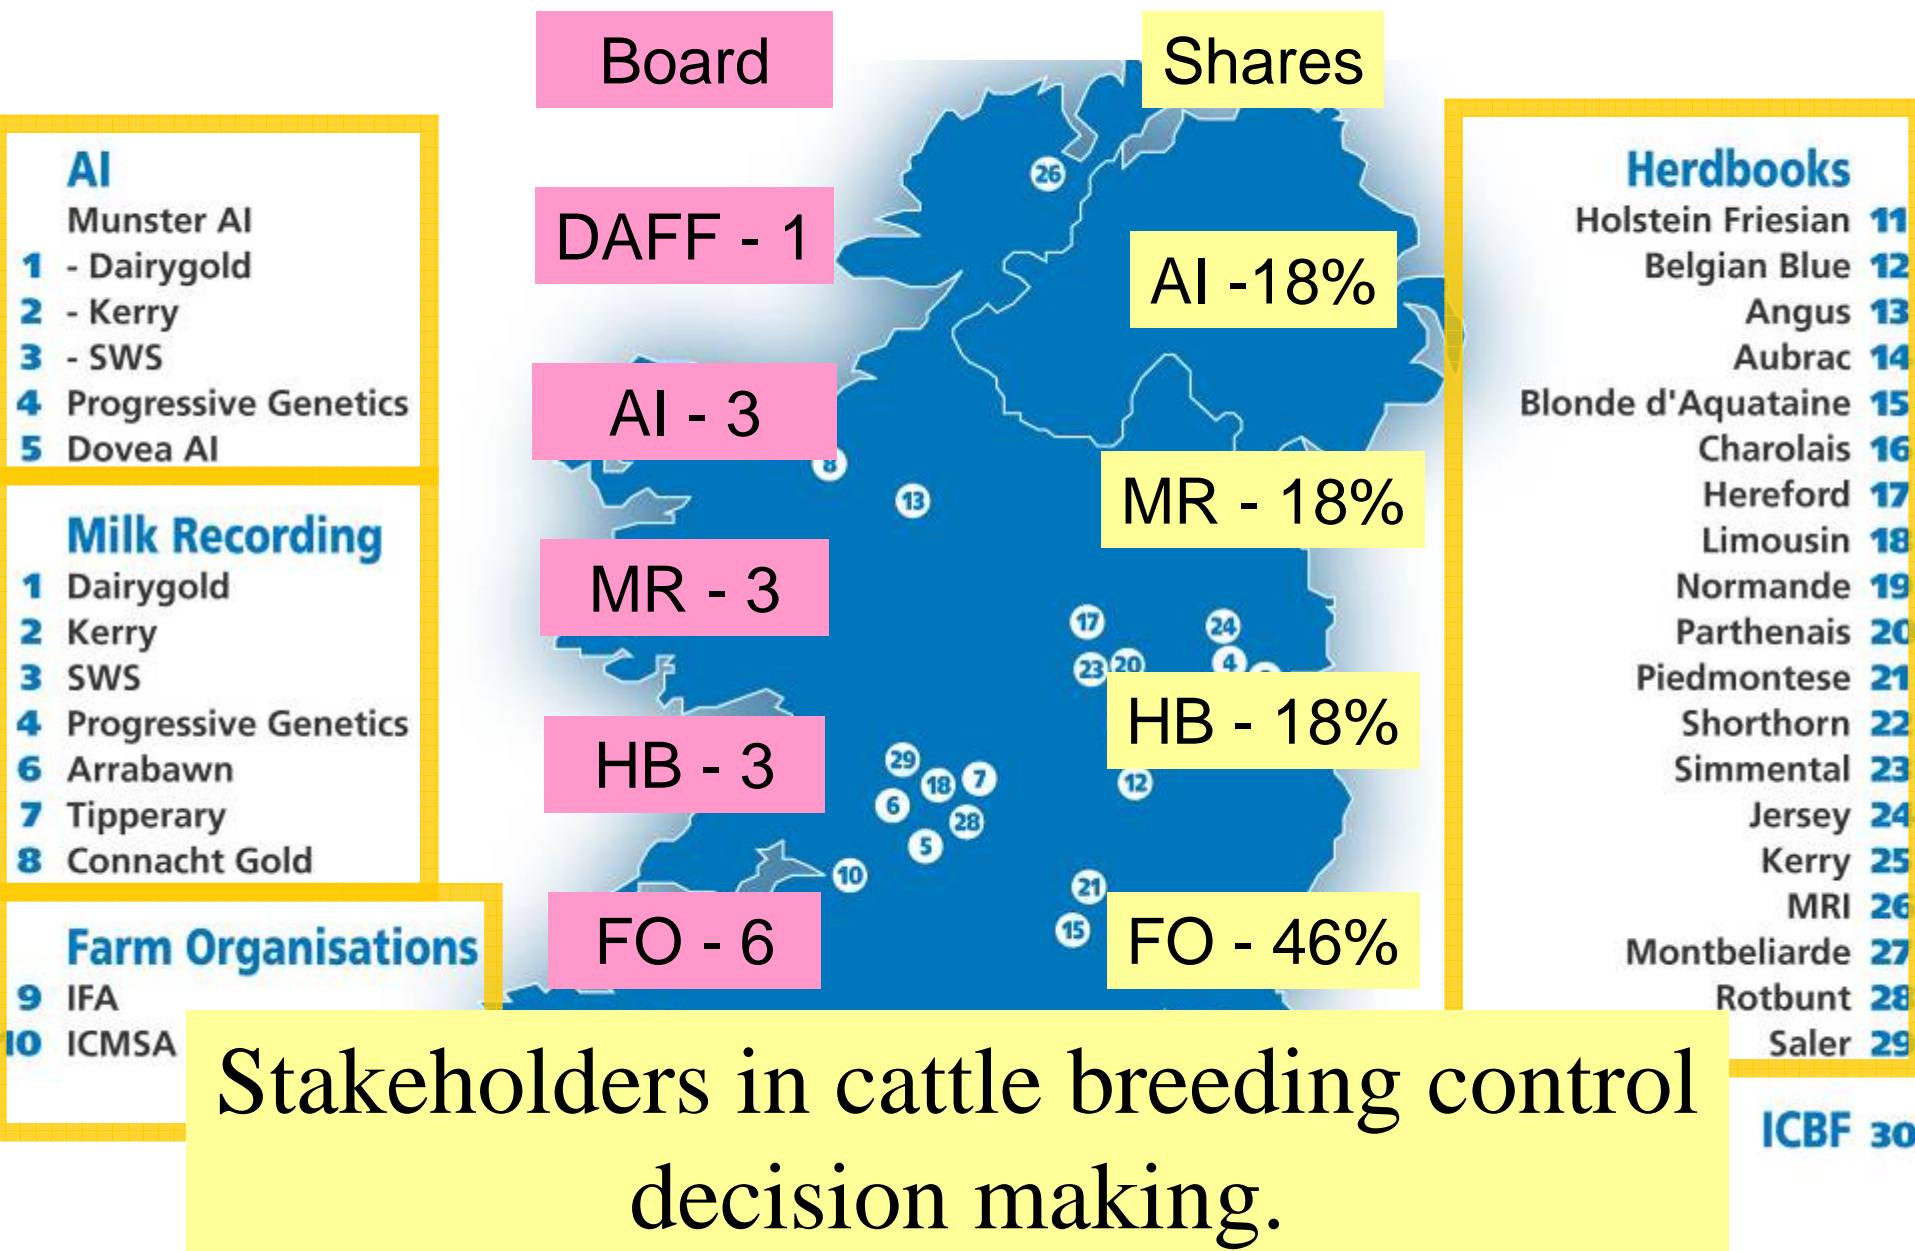 Board
Shares
AI
Munster AI
1 - Dairygold
2 - Kerry
3 - SWS
4 Progressive Genetics
5 Dovea AI
Milk Recording
1 Dairygold
2 Kerry
3 SWS
4 Progressive Genetics
6 Arrabawn
7 Tipperary
8 Connacht Gold
Farm Organisations
9 IFA
10 ICMSA
DAFF - 1
AI - 3
MR - 3
HB - 3
FO - 6
26
8
13
17
24
23
20
4
29
18
7
6
28
5
10
12
21
15
AI -18%
MR - 18%
HB - 18%
FO - 46%
Herdbooks
Holstein Friesian 11
Belgian Blue 12
Angus 13
Aubrac 14
Blonde d'Aquataine 15
Charolais 16
Hereford 17
Limousin 18
Normande 19
Parthenais 20
Piedmontese 21
Shorthorn 22
Simmental 23
Jersey 24
Kerry 25
MRI 26
Montbeliarde 27
Rotbunt 28
Saler 29
ICBF 30
Stakeholders in cattle breeding control
decision making.